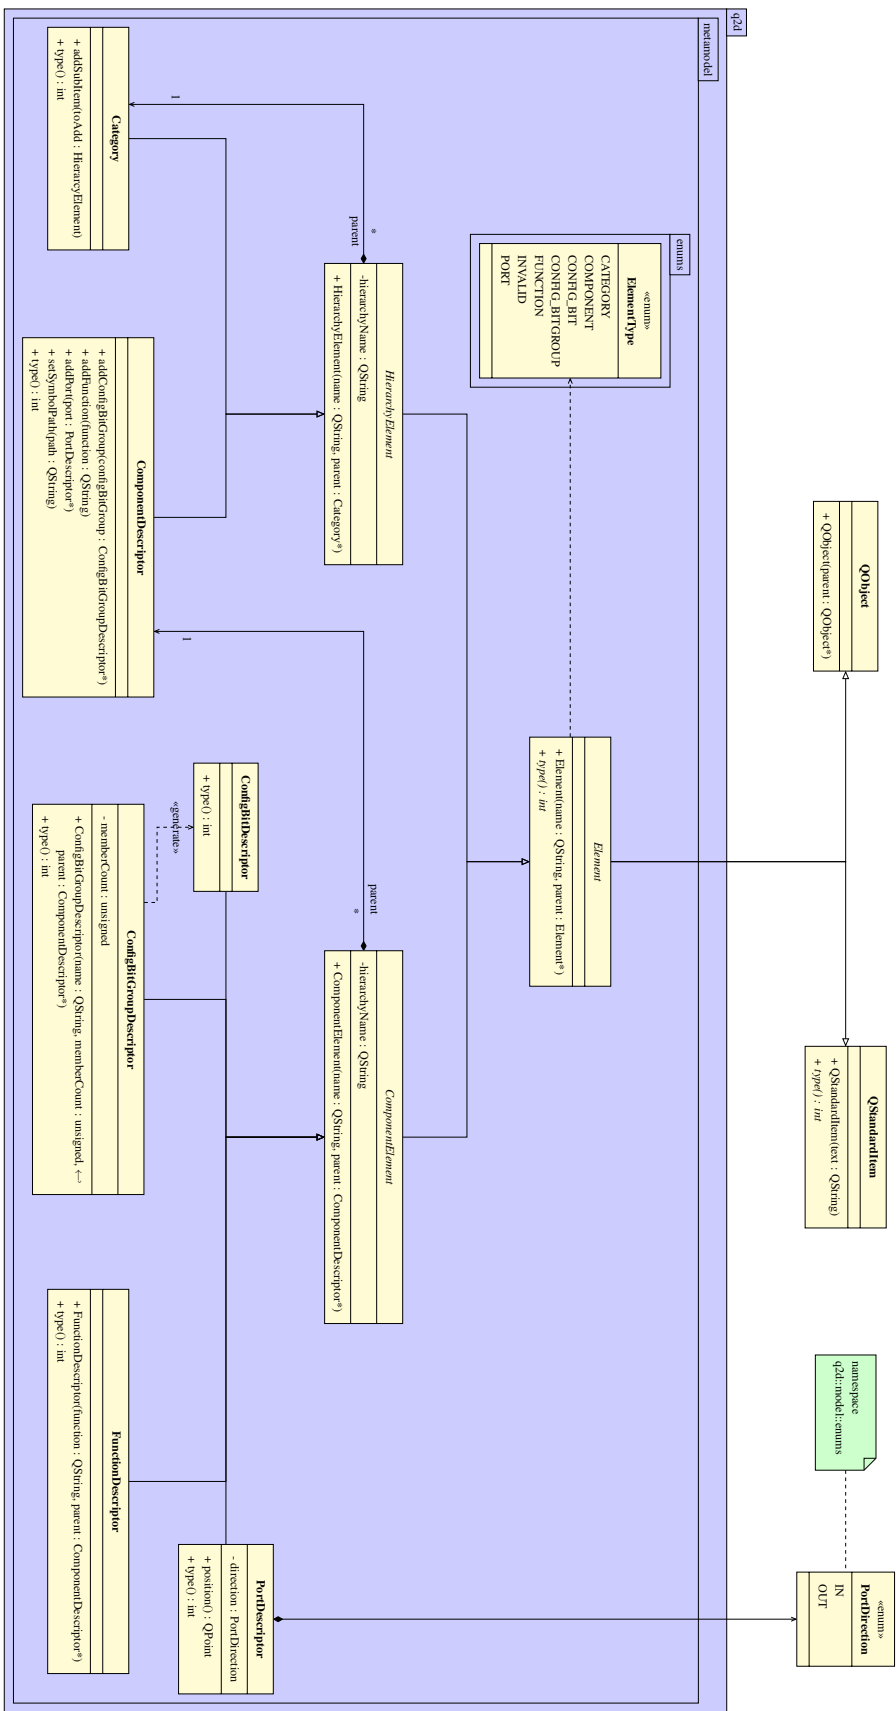 QObject
+ QObject(parent : QObject*)
QStandardItem
+ QStandardItem(text : QString)
+ type() : int
namespace
q2d::model::enums
«enum»
PortDirection
IN
OUT
q2d
metamodel
enums
«enum»
ElementType
CATEGORY
COMPONENT
CONFIG_BIT
CONFIG_BITGROUP
FUNCTION
INVALID
PORT
Element
+ Element(name : QString, parent : Element*)
+ type() : int
HierarchyElement
-hierarchyName : QString
+ HierarchyElement(name : QString, parent : Category*)
*
parent
1
ComponentElement
-hierarchyName : QString
+ ComponentElement(name : QString, parent : ComponentDescriptor*)
parent
*
1
Category
+ addSubItem(toAdd : HierarcyElement)
+ type() : int
ComponentDescriptor
+ addConfigBitGroup(configBitGroup : ConfigBitGroupDescriptor*)
+ addFunction(function : QString)
+ addPort(port : PortDescriptor*)
+ setSymbolPath(path : QString)
+ type() : int
ConfigBitDescriptor
+ type() : int
«generate»
ConfigBitGroupDescriptor
- memberCount : unsigned
+ ConfigBitGroupDescriptor(name : QString, memberCount : unsigned, ↩
parent : ComponentDescriptor*)
+ type() : int
FunctionDescriptor
+ FunctionDescriptor(function : QString, parent : ComponentDescriptor*)
+ type() : int
PortDescriptor
- direction : PortDirection
+ position() : QPoint
+ type() : int